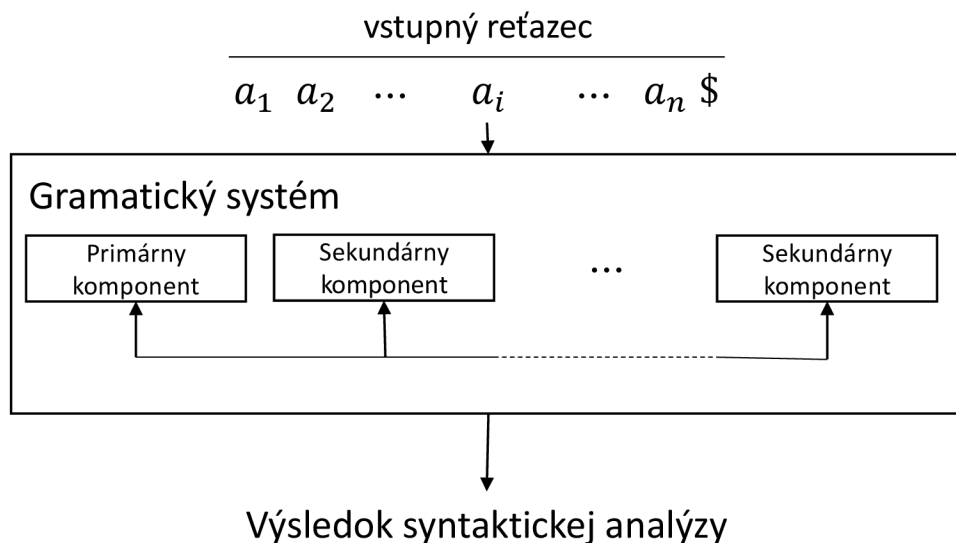 vstupný reťazec
a₁ a₂ ⋯ aᵢ ⋯ aₙ $
Gramatický systém
Primárny
komponent
Sekundárny
komponent
...
Sekundárny
komponent
Výsledok syntaktickej analýzy